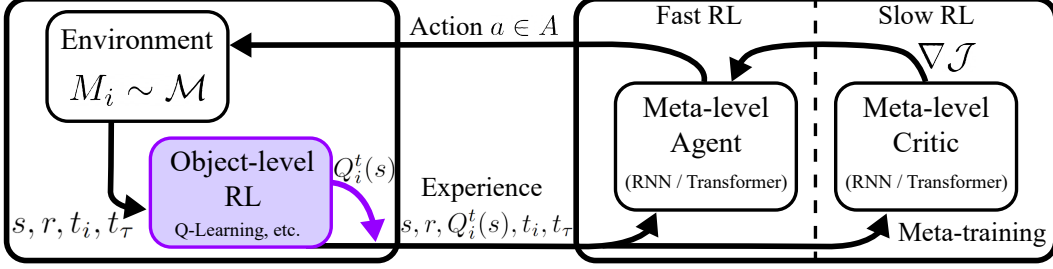 Environment
M_i ∼ ℳ
Object-level
RL
Q-Learning, etc.
Q_i^t(s)
s, r, t_i, t_τ
Action a ∈ A
Experience
s, r, Q_i^t(s), t_i, t_τ
Fast RL
Slow RL
∇𝒥
Meta-level
Agent
(RNN / Transformer)
Meta-level
Critic
(RNN / Transformer)
Meta-training